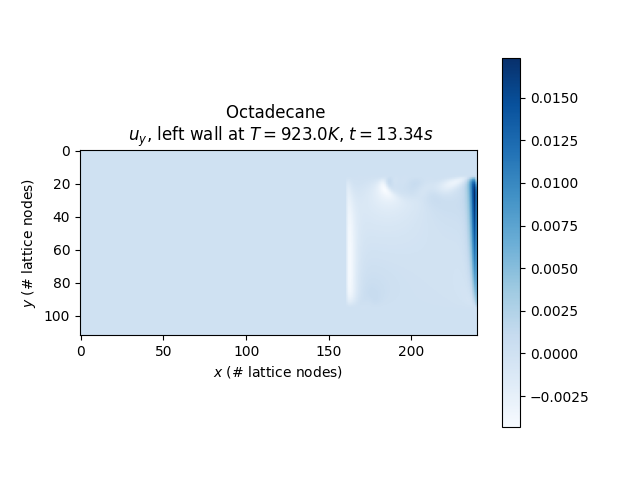 Octadecane
u_y, left wall at T = 923.0K, t = 13.34s
0
20
40
60
80
100
y (# lattice nodes)
0 50 100 150 200
x (# lattice nodes)
0.0150
0.0125
0.0100
0.0075
0.0050
0.0025
0.0000
−0.0025